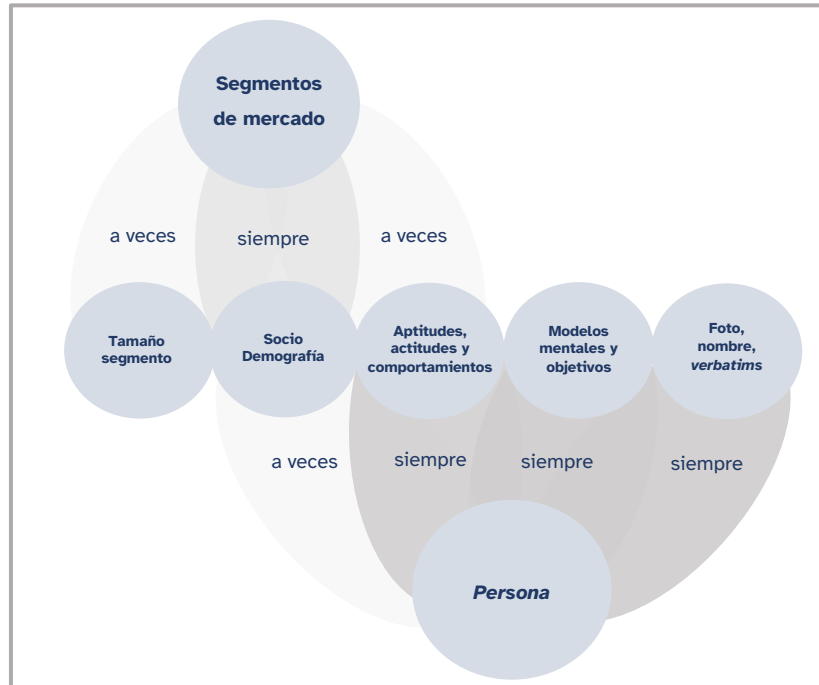 Segmentos
de mercado
a veces
siempre
a veces
Tamaño
segmento
Socio
Demografía
Aptitudes,
actitudes y
comportamientos
Modelos
mentales y
objetivos
Foto,
nombre,
verbatims
a veces
siempre
siempre
siempre
Persona